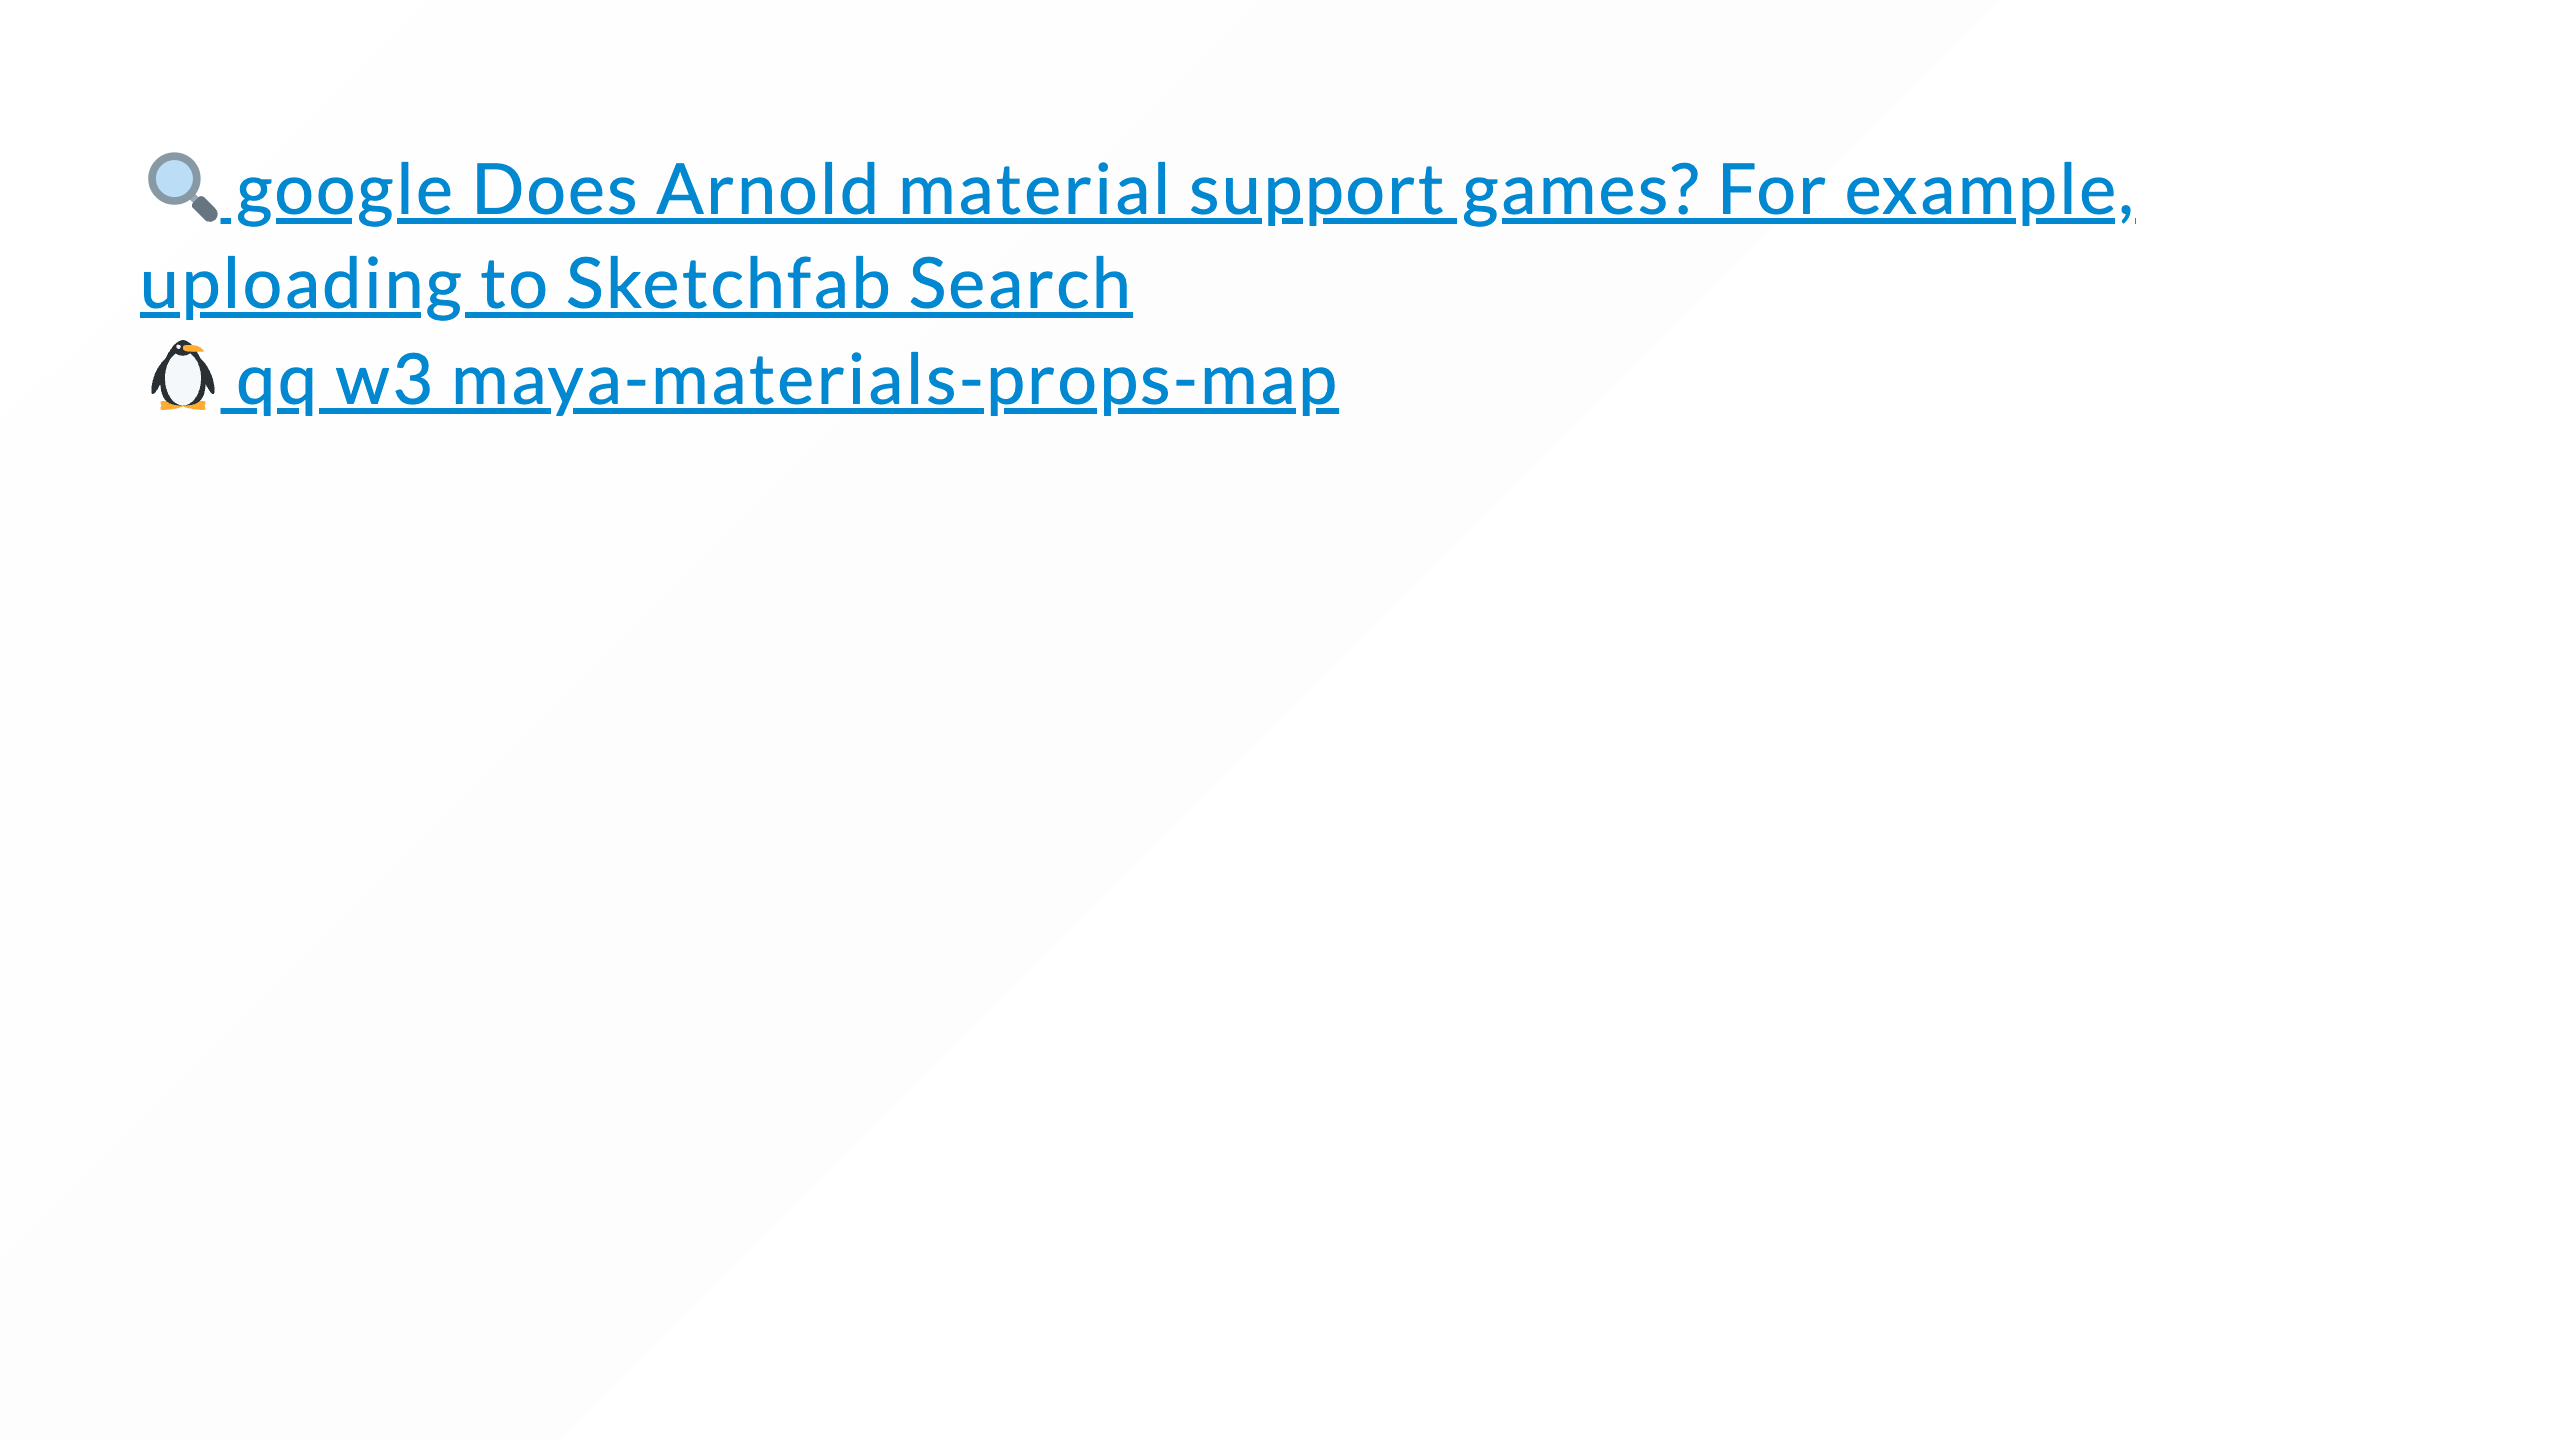 🔍 google Does Arnold material support games? For example,
uploading to Sketchfab Search
🐧 qq w3 maya-materials-props-map